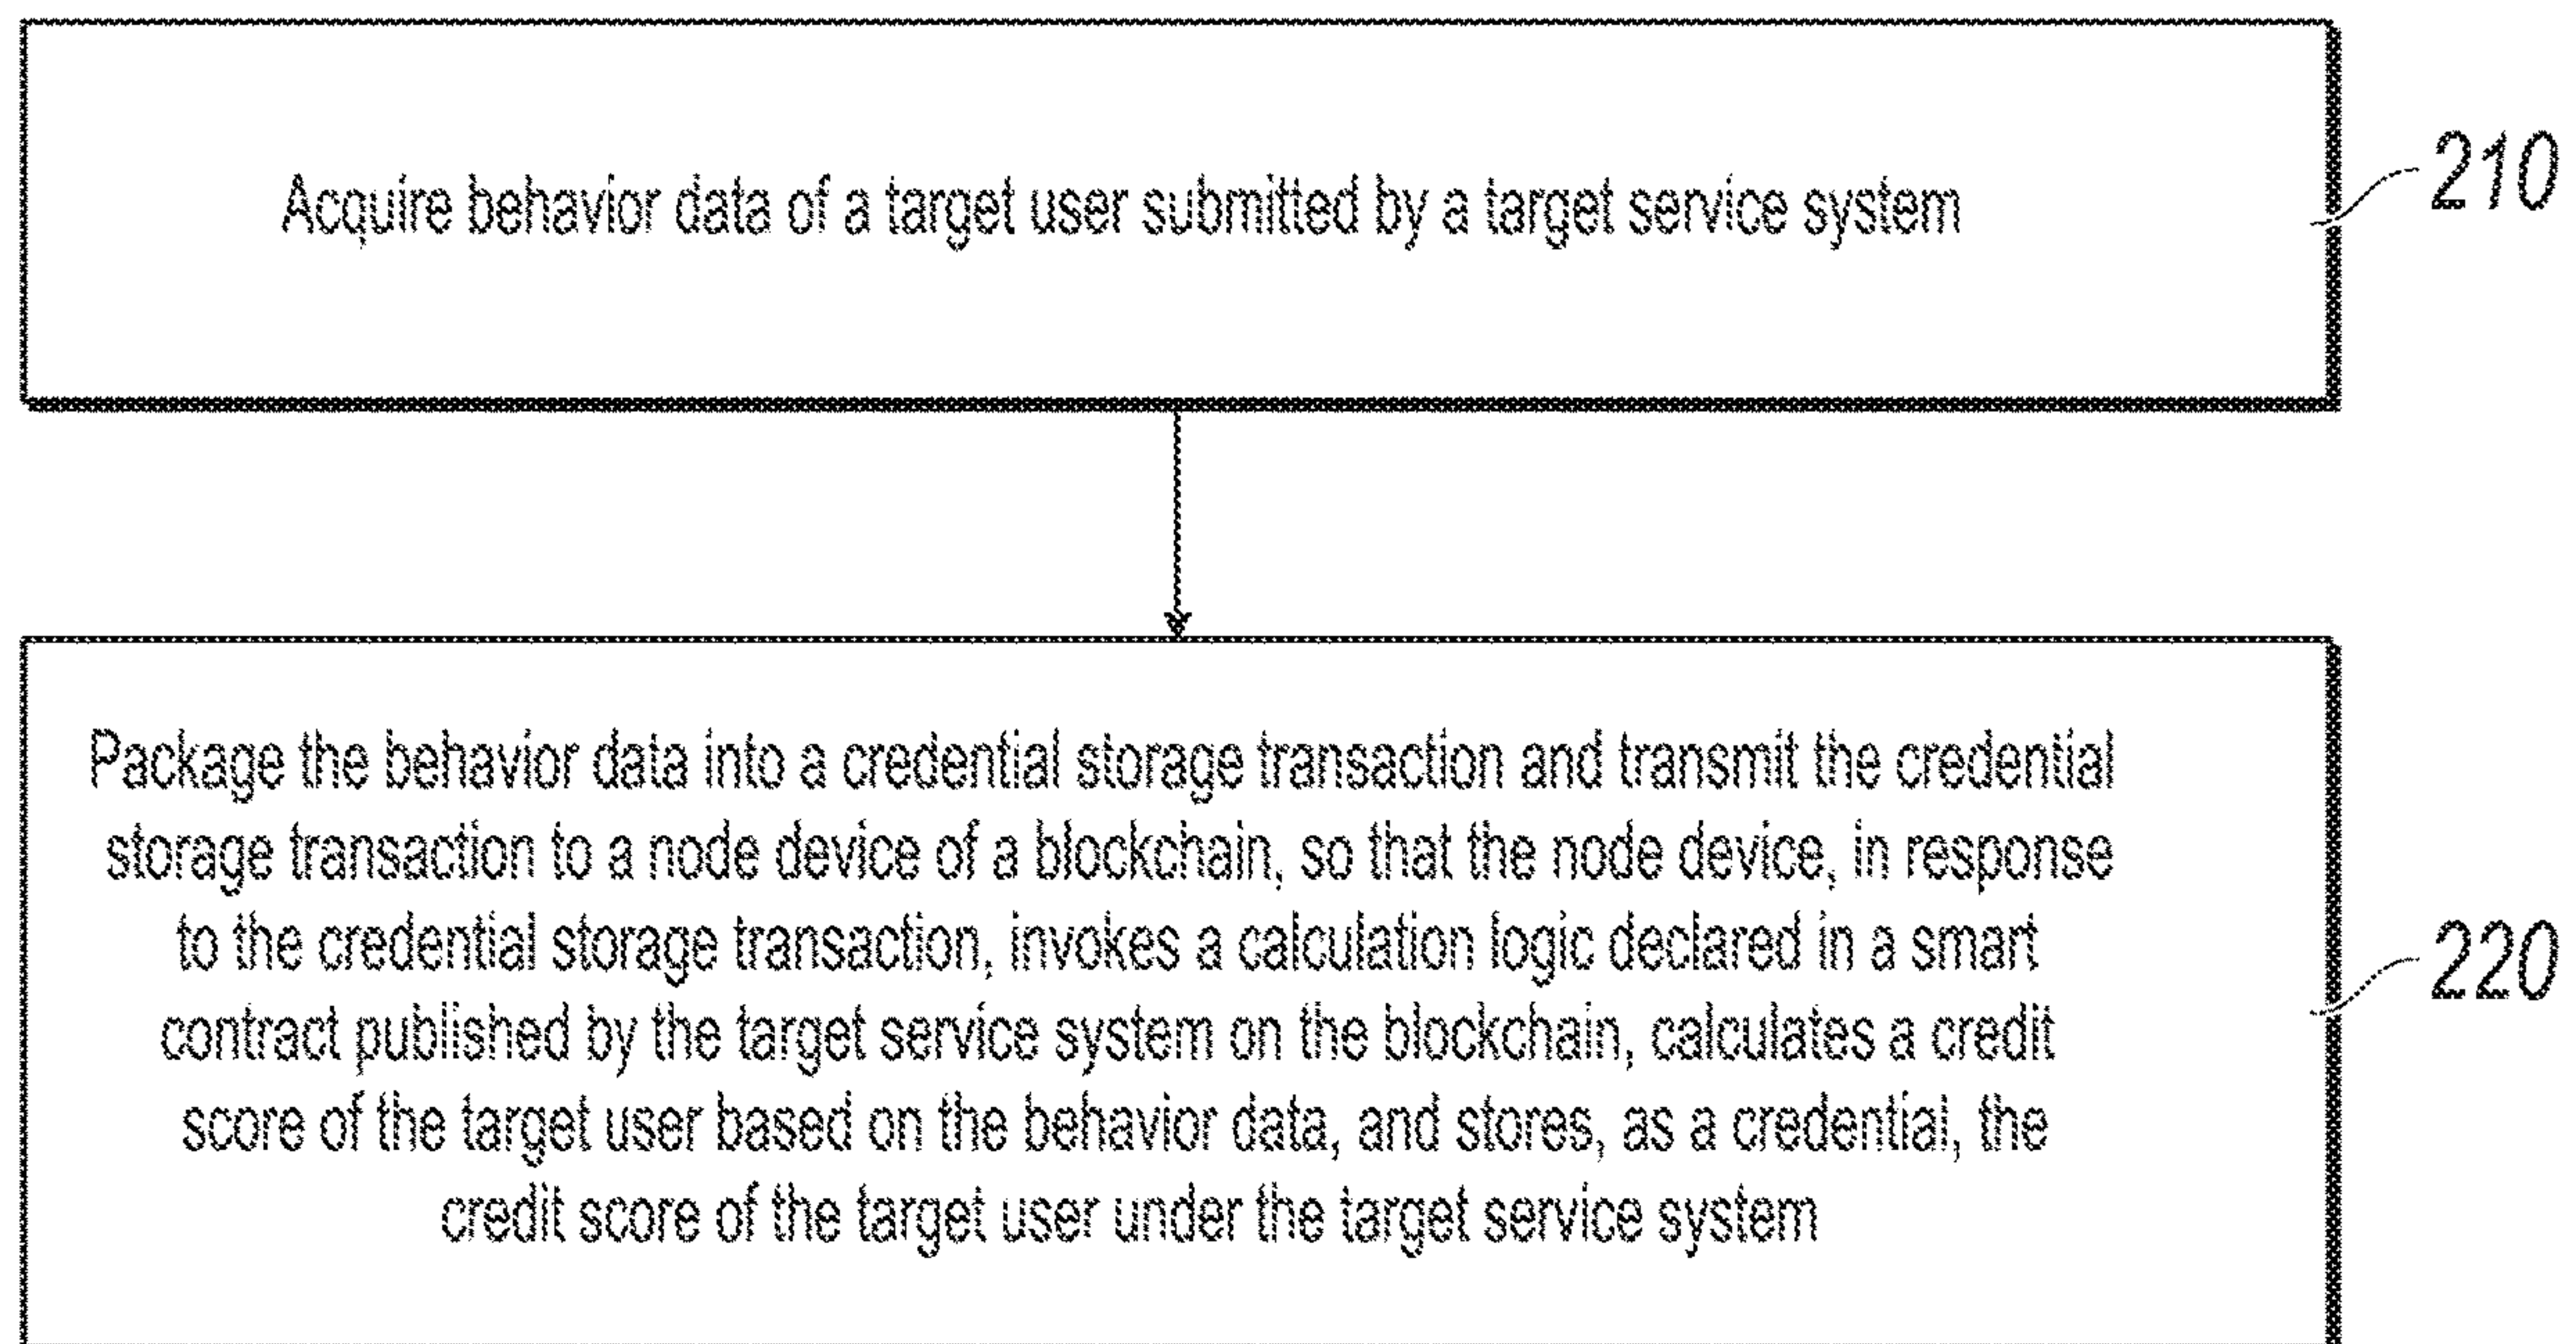 Acquire behavior data of a target user submitted by a target service system
210
Package the behavior data into a credential storage transaction and transmit the credential
storage transaction to a node device of a blockchain, so that the node device, in response
to the credential storage transaction, invokes a calculation logic declared in a smart
contract published by the target service system on the blockchain, calculates a credit
score of the target user based on the behavior data, and stores, as a credential, the
credit score of the target user under the target service system
220